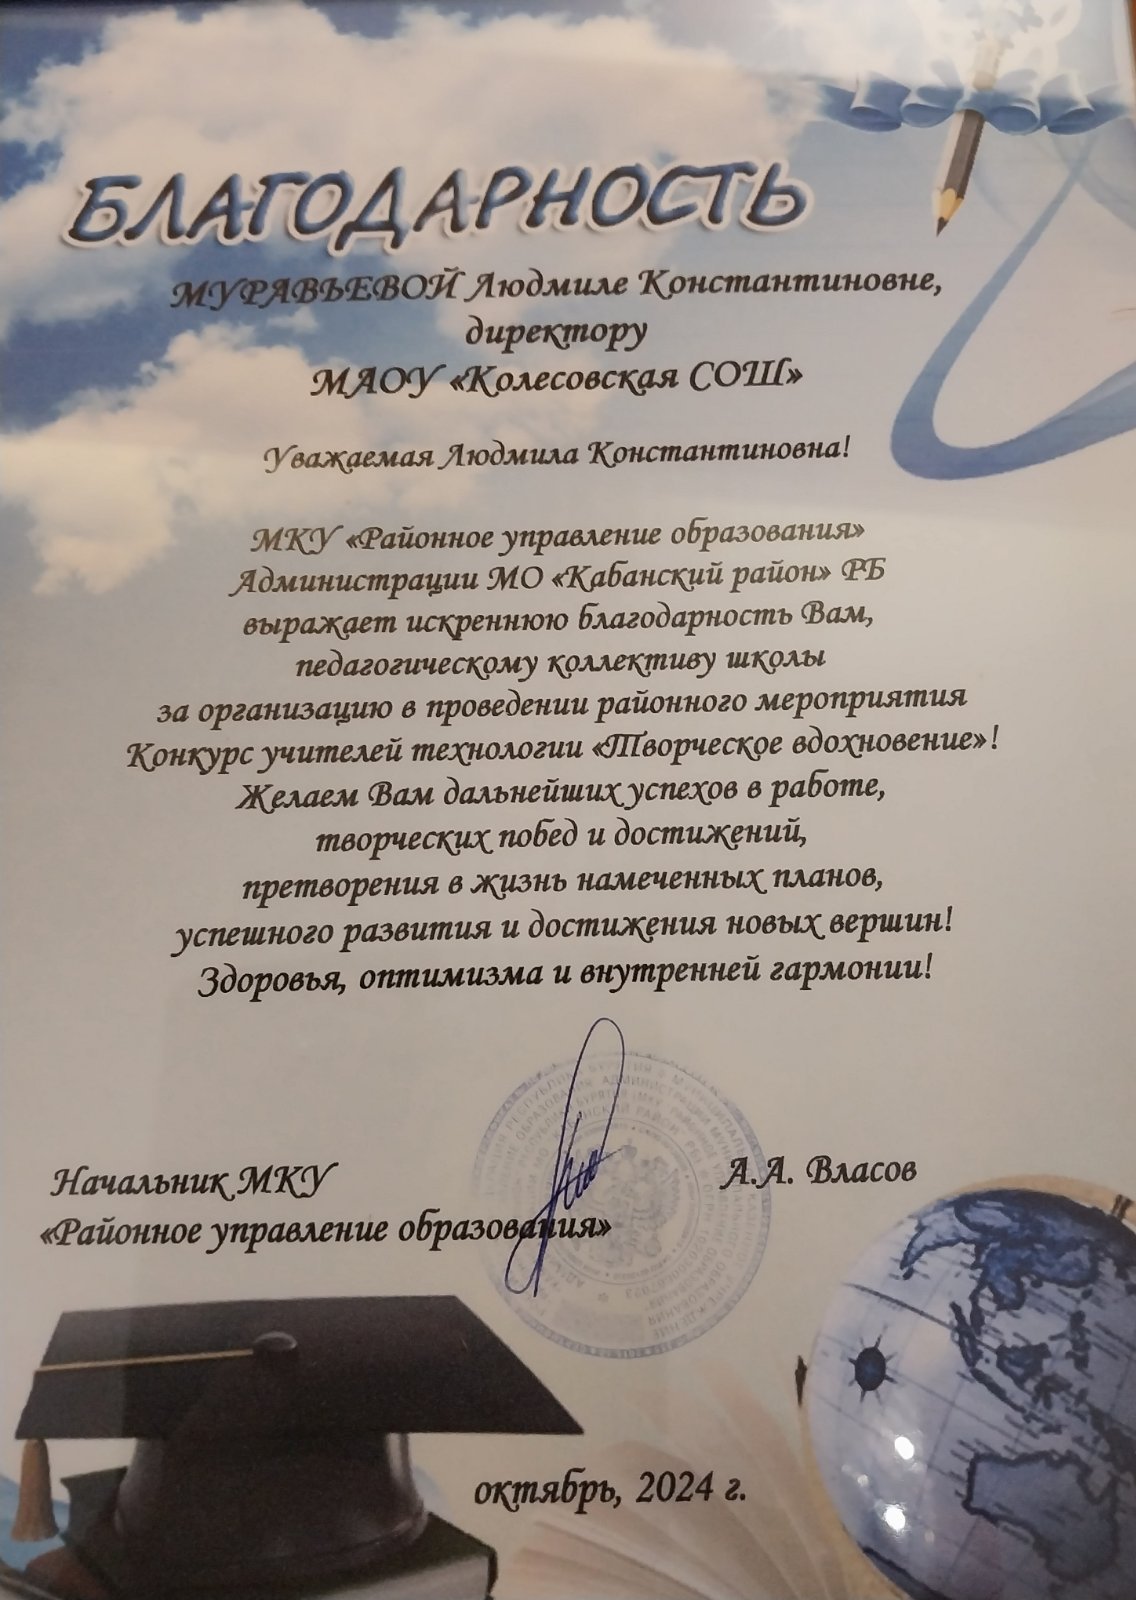 БЛАГОДАРНОСТЬ
МУРАВЬЕВОЙ Людмиле Константиновне,
директору
МАОУ «Колесовская СОШ»
Уважаемая Людмила Константиновна!
МКУ «Районное управление образования»
Администрации МО «Кабанский район» РБ
выражает искреннюю благодарность Вам,
педагогическому коллективу школы
за организацию в проведении районного мероприятия
Конкурс учителей технологии «Творческое вдохновение»!
Желаем Вам дальнейших успехов в работе,
творческих побед и достижений,
претворения в жизнь намеченных планов,
успешного развития и достижения новых вершин!
Здоровья, оптимизма и внутренней гармонии!
Начальник МКУ
«Районное управление образования»
А.А. Власов
октябрь, 2024 г.